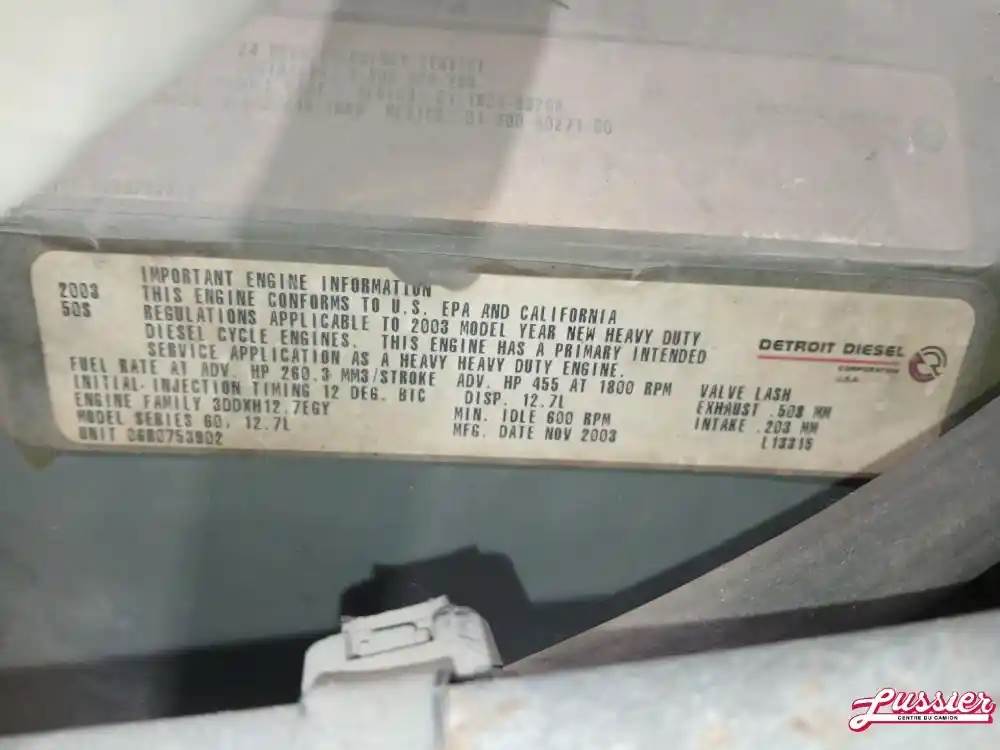 IMPORTANT ENGINE INFORMATION
2003 THIS ENGINE CONFORMS TO U.S. EPA AND CALIFORNIA
50S REGULATIONS APPLICABLE TO 2003 MODEL YEAR NEW HEAVY DUTY
DIESEL CYCLE ENGINES. THIS ENGINE HAS A PRIMARY INTENDED
SERVICE APPLICATION AS A HEAVY HEAVY DUTY ENGINE.
FUEL RATE AT ADV. HP 260.3 MM3/STROKE ADV. HP 455 AT 1800 RPM
INITIAL INJECTION TIMING 12 DEG. BTC DISP. 12.7L
ENGINE FAMILY 3DDXH12.7EGY MIN. IDLE 600 RPM
MODEL SERIES 60, 12.7L MFG. DATE NOV 2003
UNIT 06R0753902
DETROIT DIESEL
CORPORATION
U.S.A.
VALVE LASH
EXHAUST .508 MM
INTAKE .203 MM
L13315
Lussier
CENTRE DU CAMION